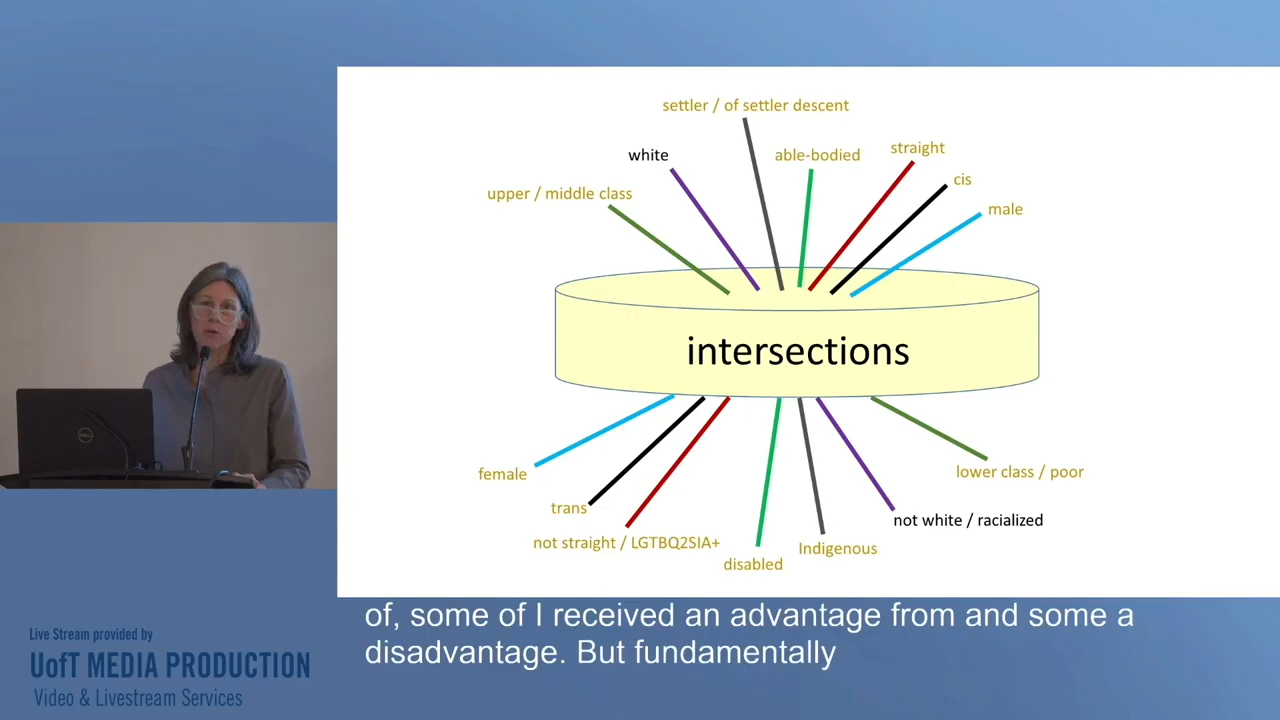 settler / of settler descent
white
able-bodied
straight
upper / middle class
cis
male
intersections
female
lower class / poor
trans
not white / racialized
not straight / LGTBQ2SIA+
Indigenous
disabled
DELL
of, some of I received an advantage from and some a
disadvantage. But fundamentally
Live Stream provided by
UofT MEDIA PRODUCTION
Video & Livestream Services